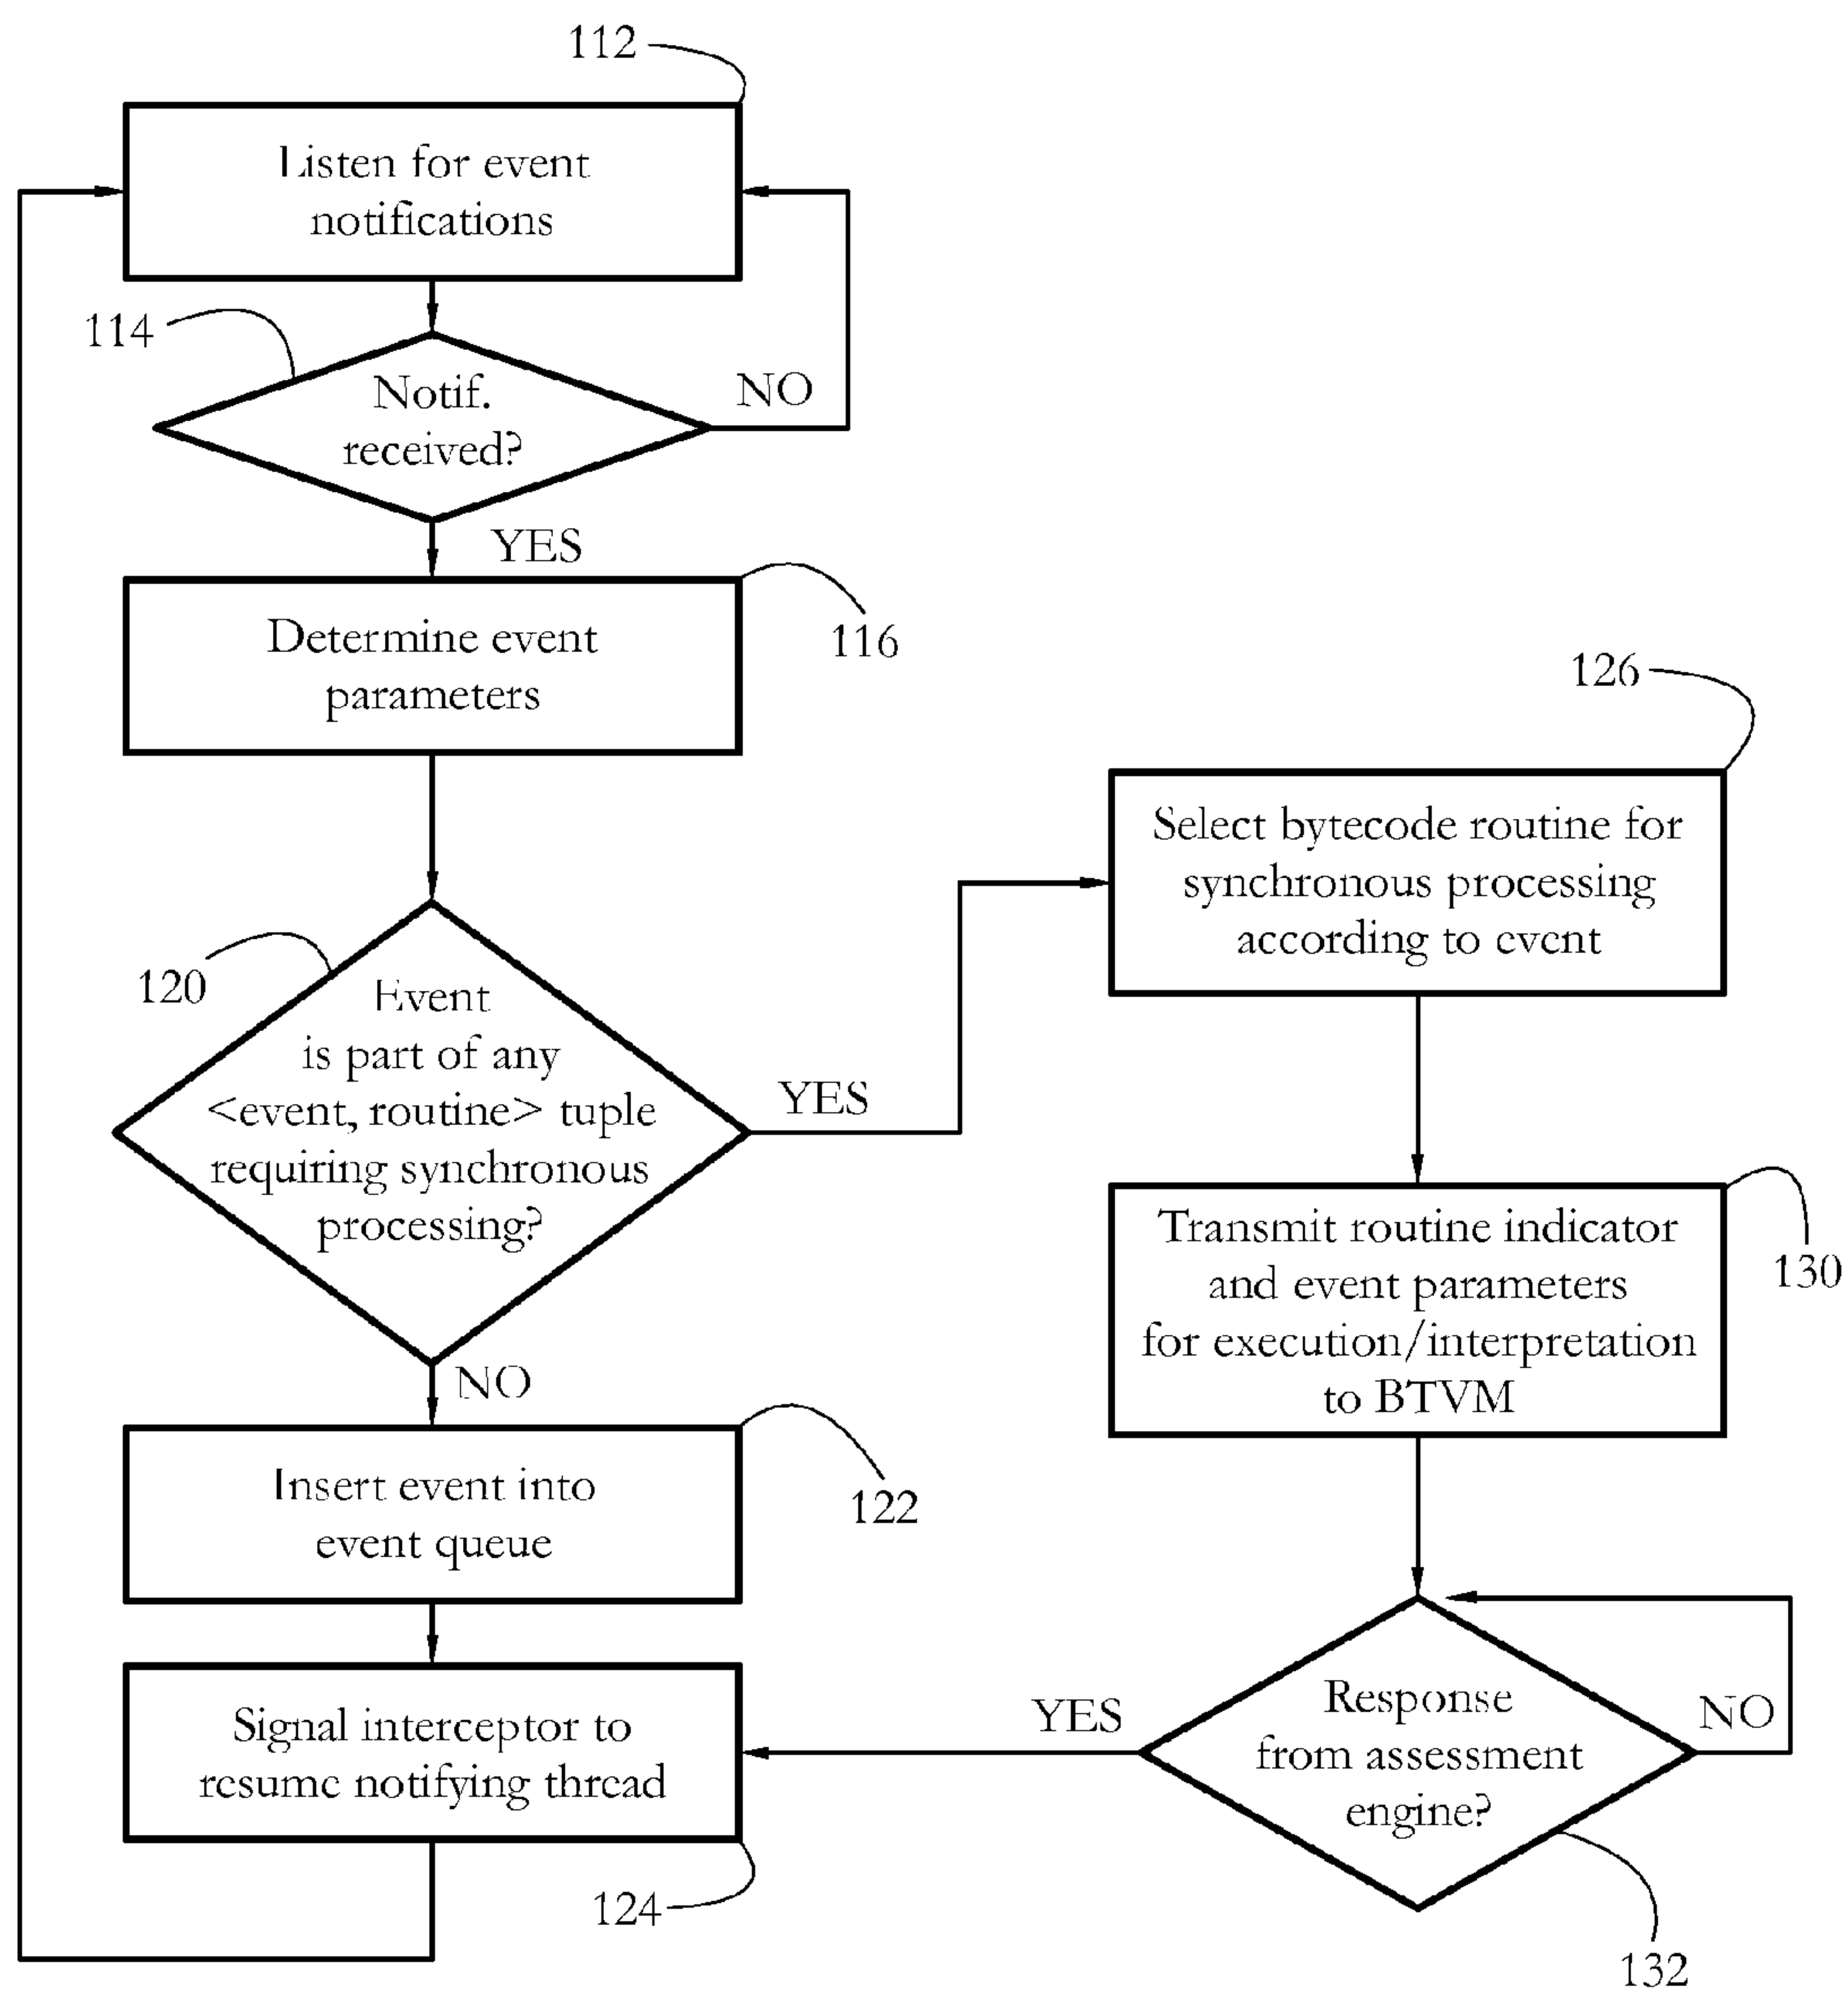 112
Listen for event
notifications
114
Notif.
received?
NO
YES
Determine event
parameters
116
120
Event
is part of any
<event, routine> tuple
requiring synchronous
processing?
YES
NO
Insert event into
event queue
122
Signal interceptor to
resume notifying thread
124
126
Select bytecode routine for
synchronous processing
according to event
Transmit routine indicator
and event parameters
for execution/interpretation
to BTVM
130
Response
from assessment
engine?
YES
NO
132